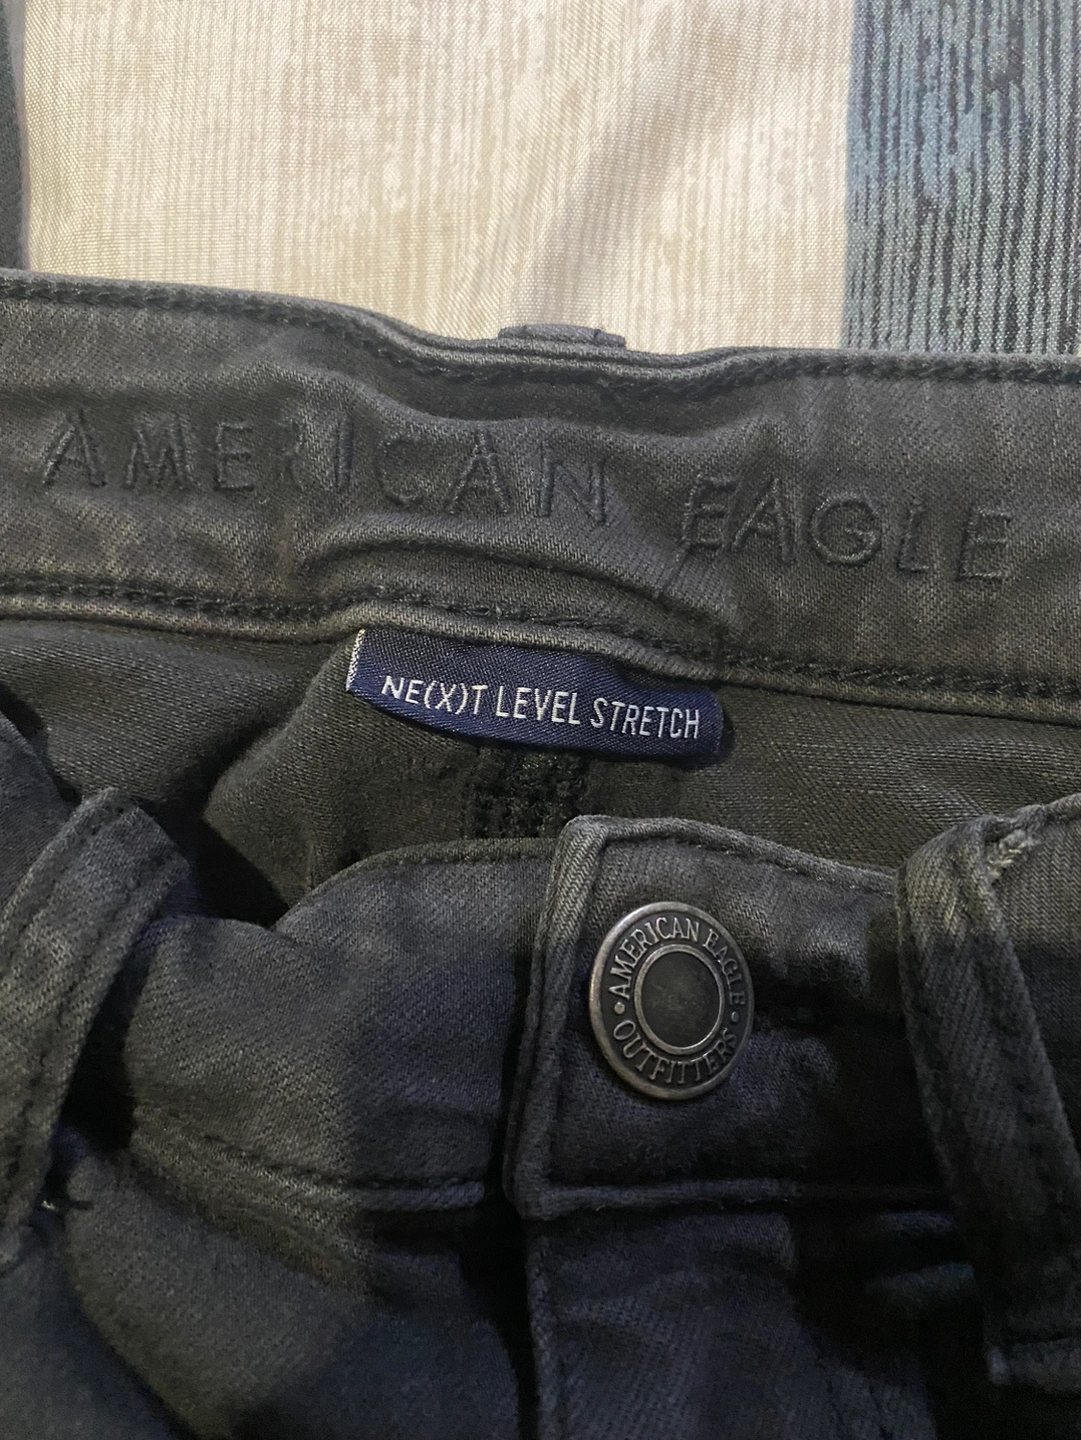 AMERICAN EAGLE
NE(X)T LEVEL STRETCH
• AMERICAN EAGLE •
OUTFITTERS